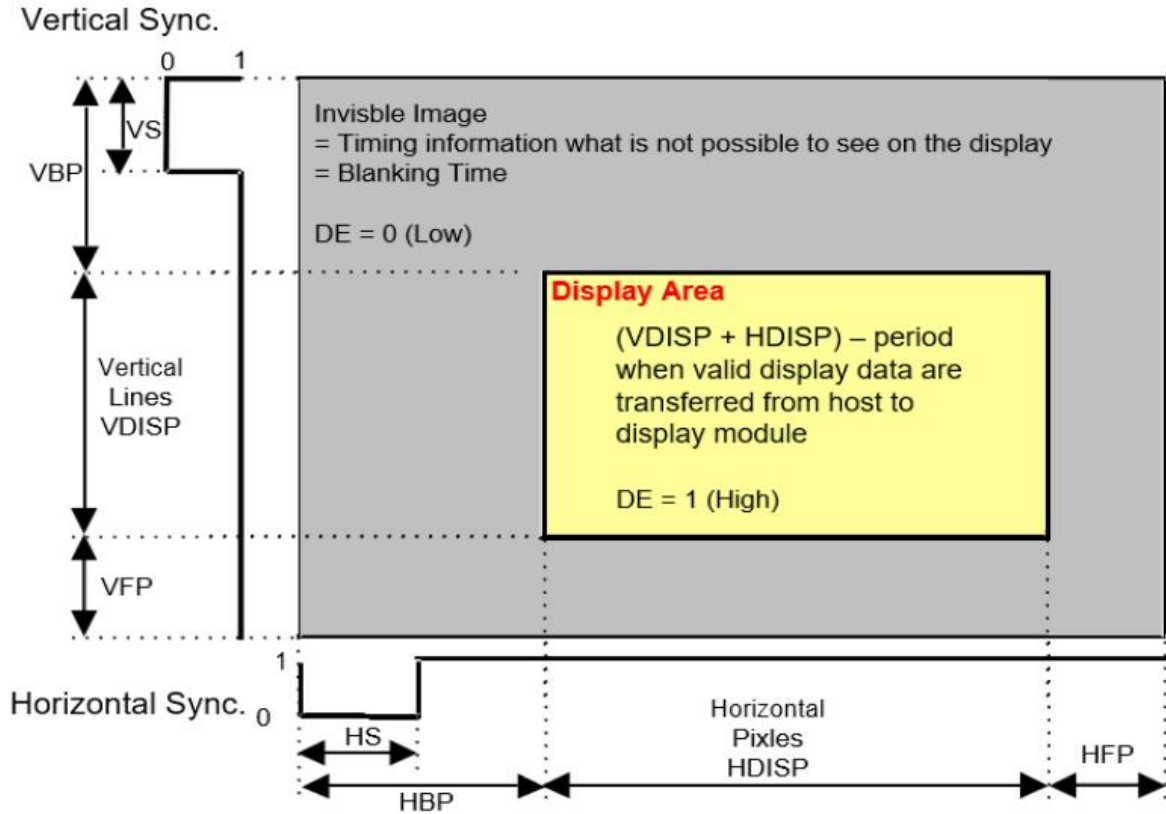 Vertical Sync.
0 1
VS
VBP
Invisble Image
= Timing information what is not possible to see on the display
= Blanking Time
DE = 0 (Low)
Display Area
(VDISP + HDISP) – period
when valid display data are
transferred from host to
display module
DE = 1 (High)
Vertical
Lines
VDISP
VFP
1
Horizontal Sync. 0
HS
HBP
Horizontal
Pixles
HDISP
HFP